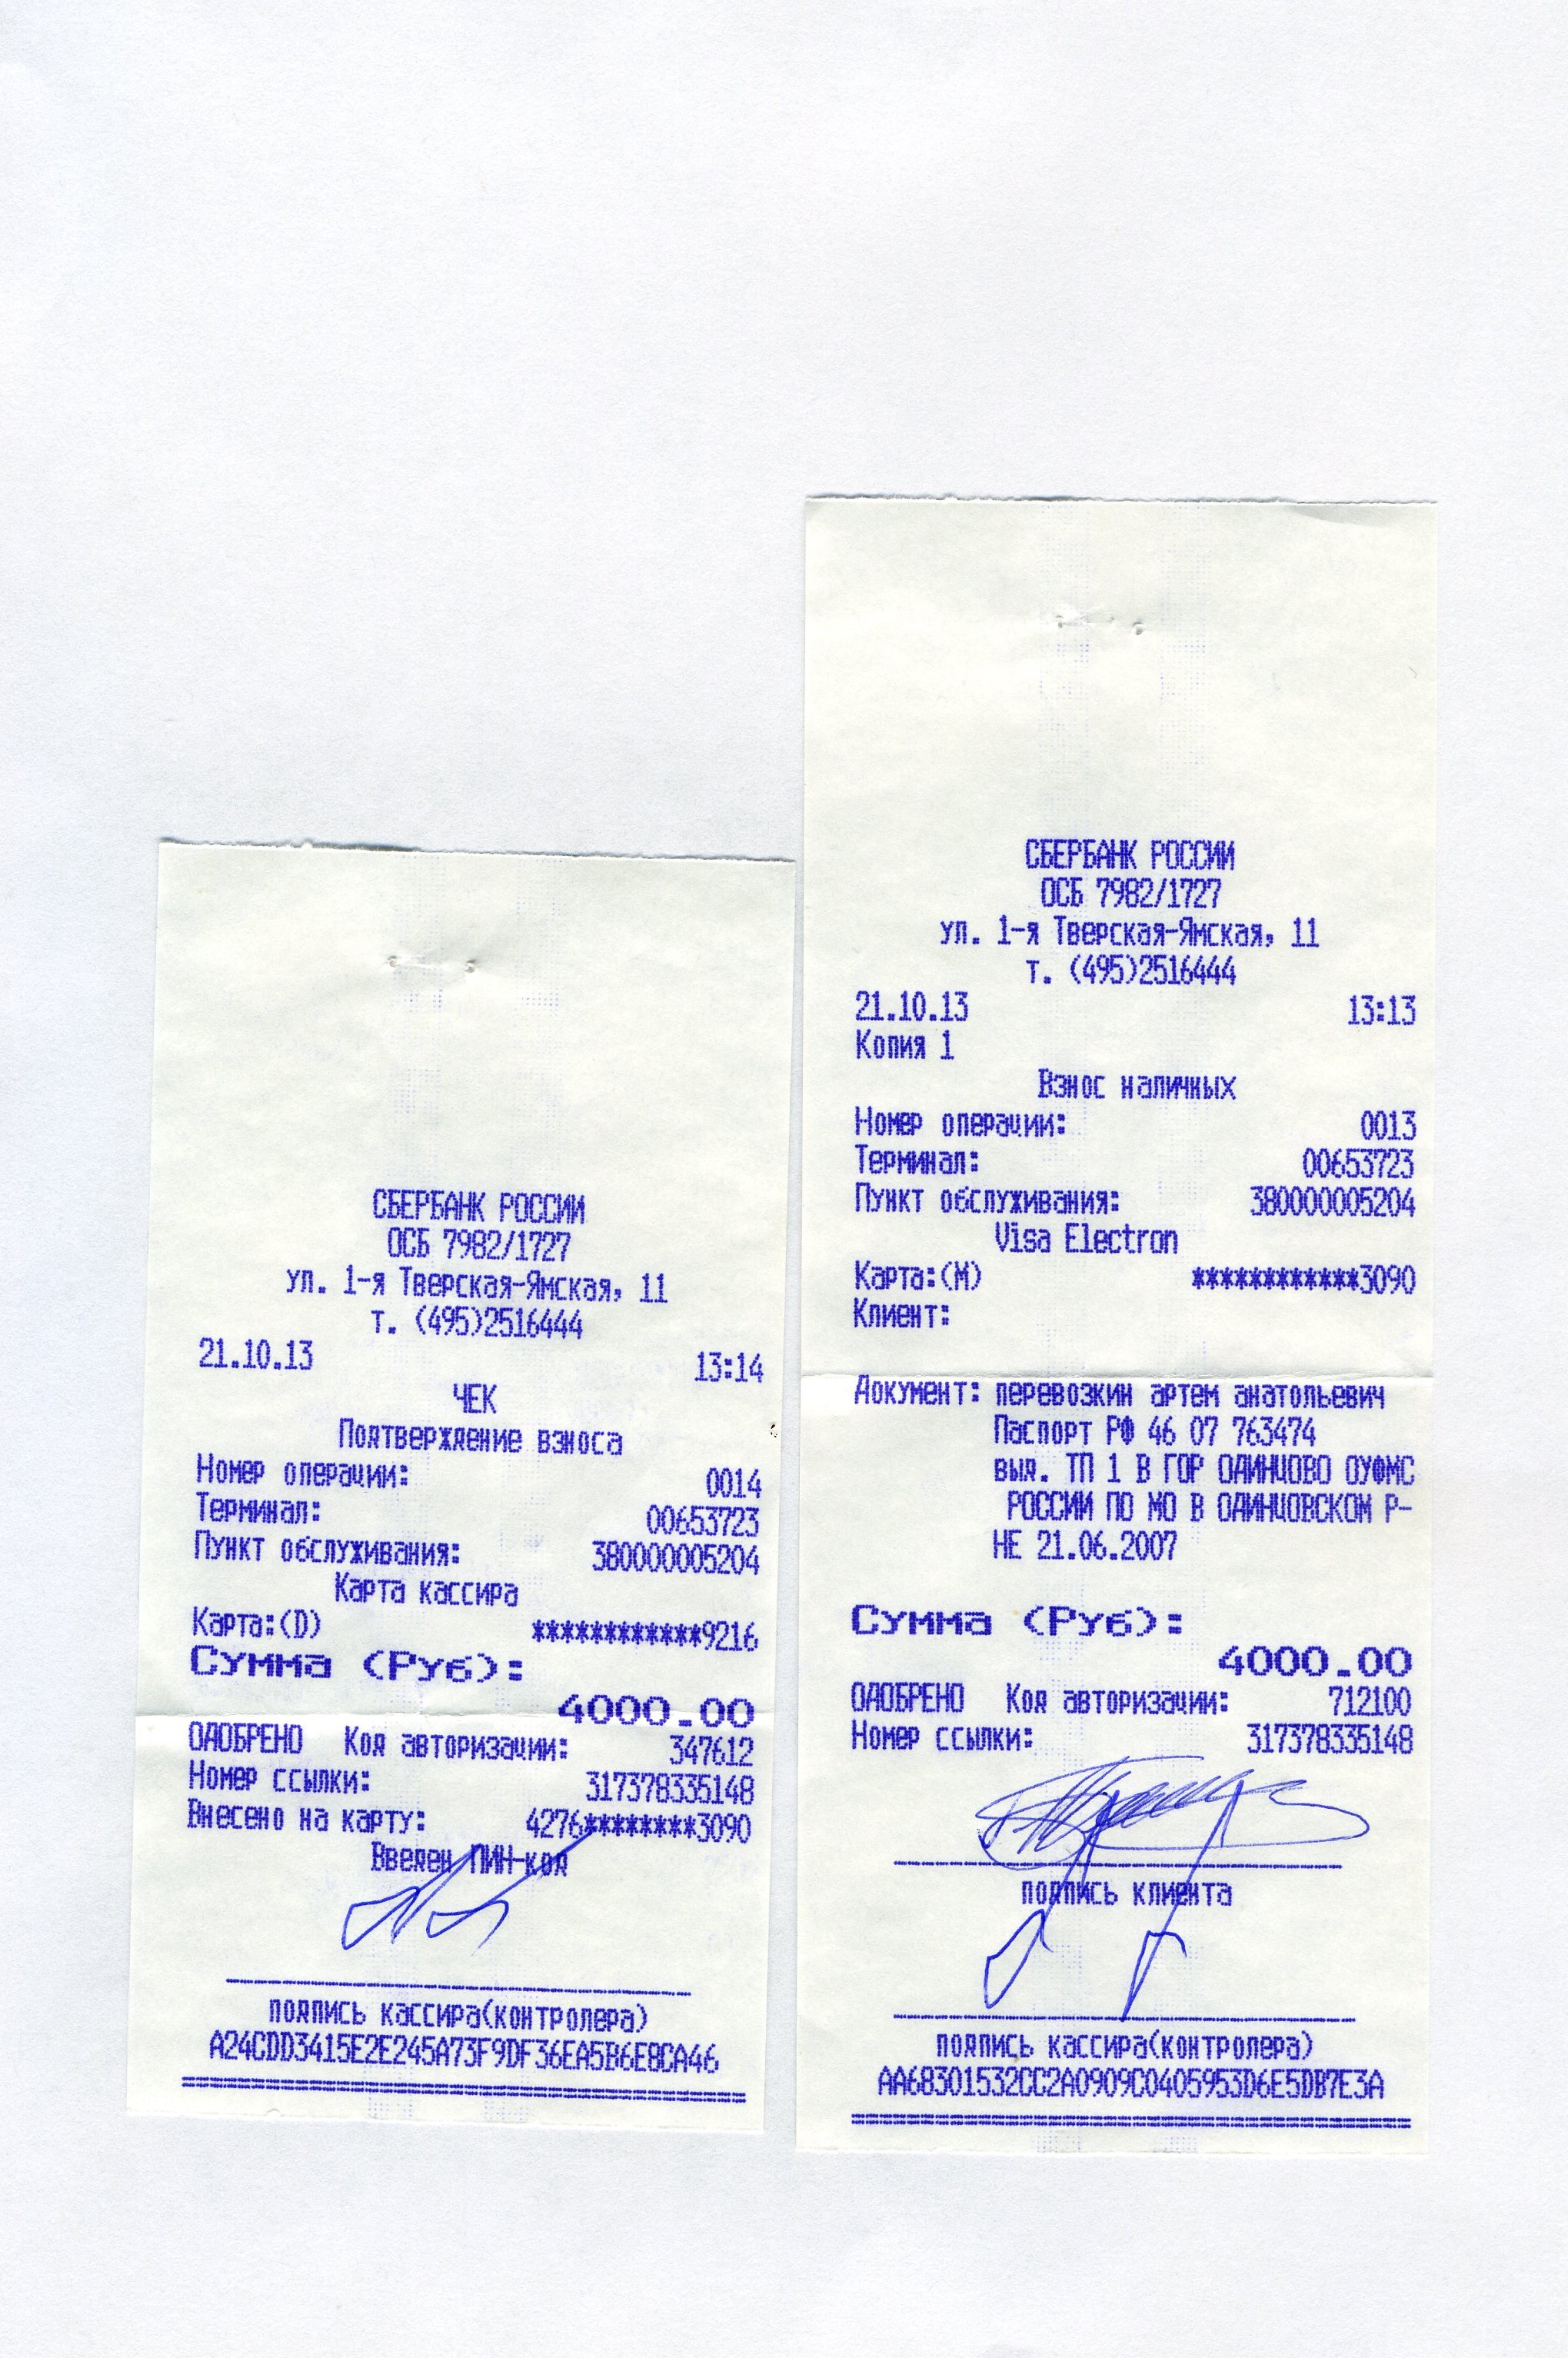 СБЕРБАНК РОССИИ
ОСБ 7982/1727
ул. 1-я Тверская-Ямская, 11
т. (495)2516444
21.10.13 13:14
ЧЕК
Подтверждение взноса
Номер операции: 0014
Терминал: 00653723
Пункт обслуживания: 380000005204
Карта кассира
Карта:(D) ************9216
Сумма (Руб):
4000.00
ОДОБРЕНО Код авторизации: 347612
Номер ссылки: 317378335148
Внесено на карту: 4276********3090
Введен ПИН-код
подпись кассира(контролера)
A24CDD3415E2E245A73F9DF36EA5B6E8CA46
СБЕРБАНК РОССИИ
ОСБ 7982/1727
ул. 1-я Тверская-Ямская, 11
т. (495)2516444
21.10.13 13:13
Копия 1
Взнос наличных
Номер операции: 0013
Терминал: 00653723
Пункт обслуживания: 380000005204
Visa Electron
Карта:(M) ************3090
Клиент:
Документ: перевозкин артем анатольевич
Паспорт РФ 46 07 763474
выд. ТП 1 В ГОР ОДИНЦОВО ОУФМС
РОССИИ ПО МО В ОДИНЦОВСКОМ Р-
НЕ 21.06.2007
Сумма (Руб):
4000.00
ОДОБРЕНО Код авторизации: 712100
Номер ссылки: 317378335148
подпись клиента
подпись кассира(контролера)
AA68301532CC2A0909C0405953D6E5DB7E3A